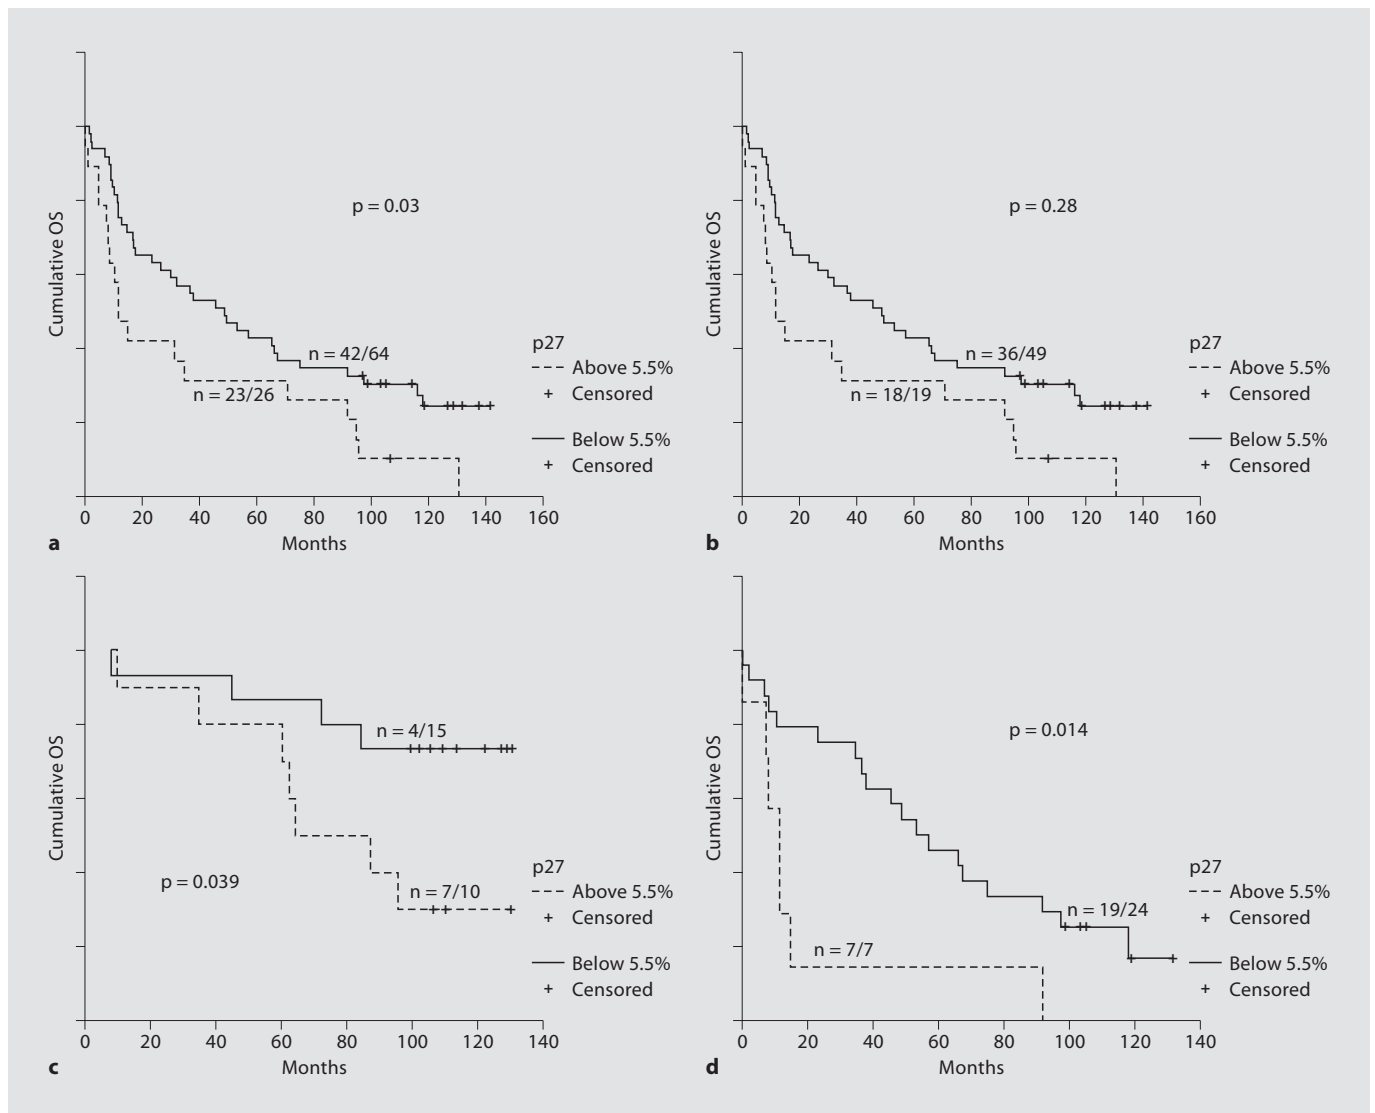 Cumulative OS
p = 0.03
n = 42/64
n = 23/26
p27
Above 5.5%
+ Censored
Below 5.5%
+ Censored
0 20 40 60 80 100 120 140 160
Months
a
Cumulative OS
p = 0.28
n = 36/49
n = 18/19
p27
Above 5.5%
+ Censored
Below 5.5%
+ Censored
0 20 40 60 80 100 120 140 160
Months
b
Cumulative OS
n = 4/15
p = 0.039
n = 7/10
p27
Above 5.5%
+ Censored
Below 5.5%
+ Censored
0 20 40 60 80 100 120 140
Months
c
Cumulative OS
p = 0.014
n = 19/24
n = 7/7
p27
Above 5.5%
+ Censored
Below 5.5%
+ Censored
0 20 40 60 80 100 120 140
Months
d